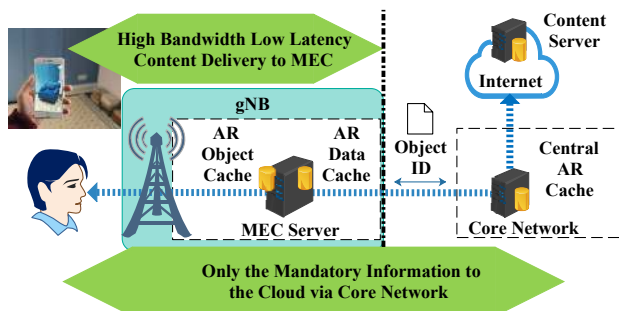 High Bandwidth Low Latency
Content Delivery to MEC
Content
Server
Internet
gNB
AR
Object
Cache
AR
Data
Cache
Object
ID
Central
AR
Cache
MEC Server
Core Network
Only the Mandatory Information to
the Cloud via Core Network